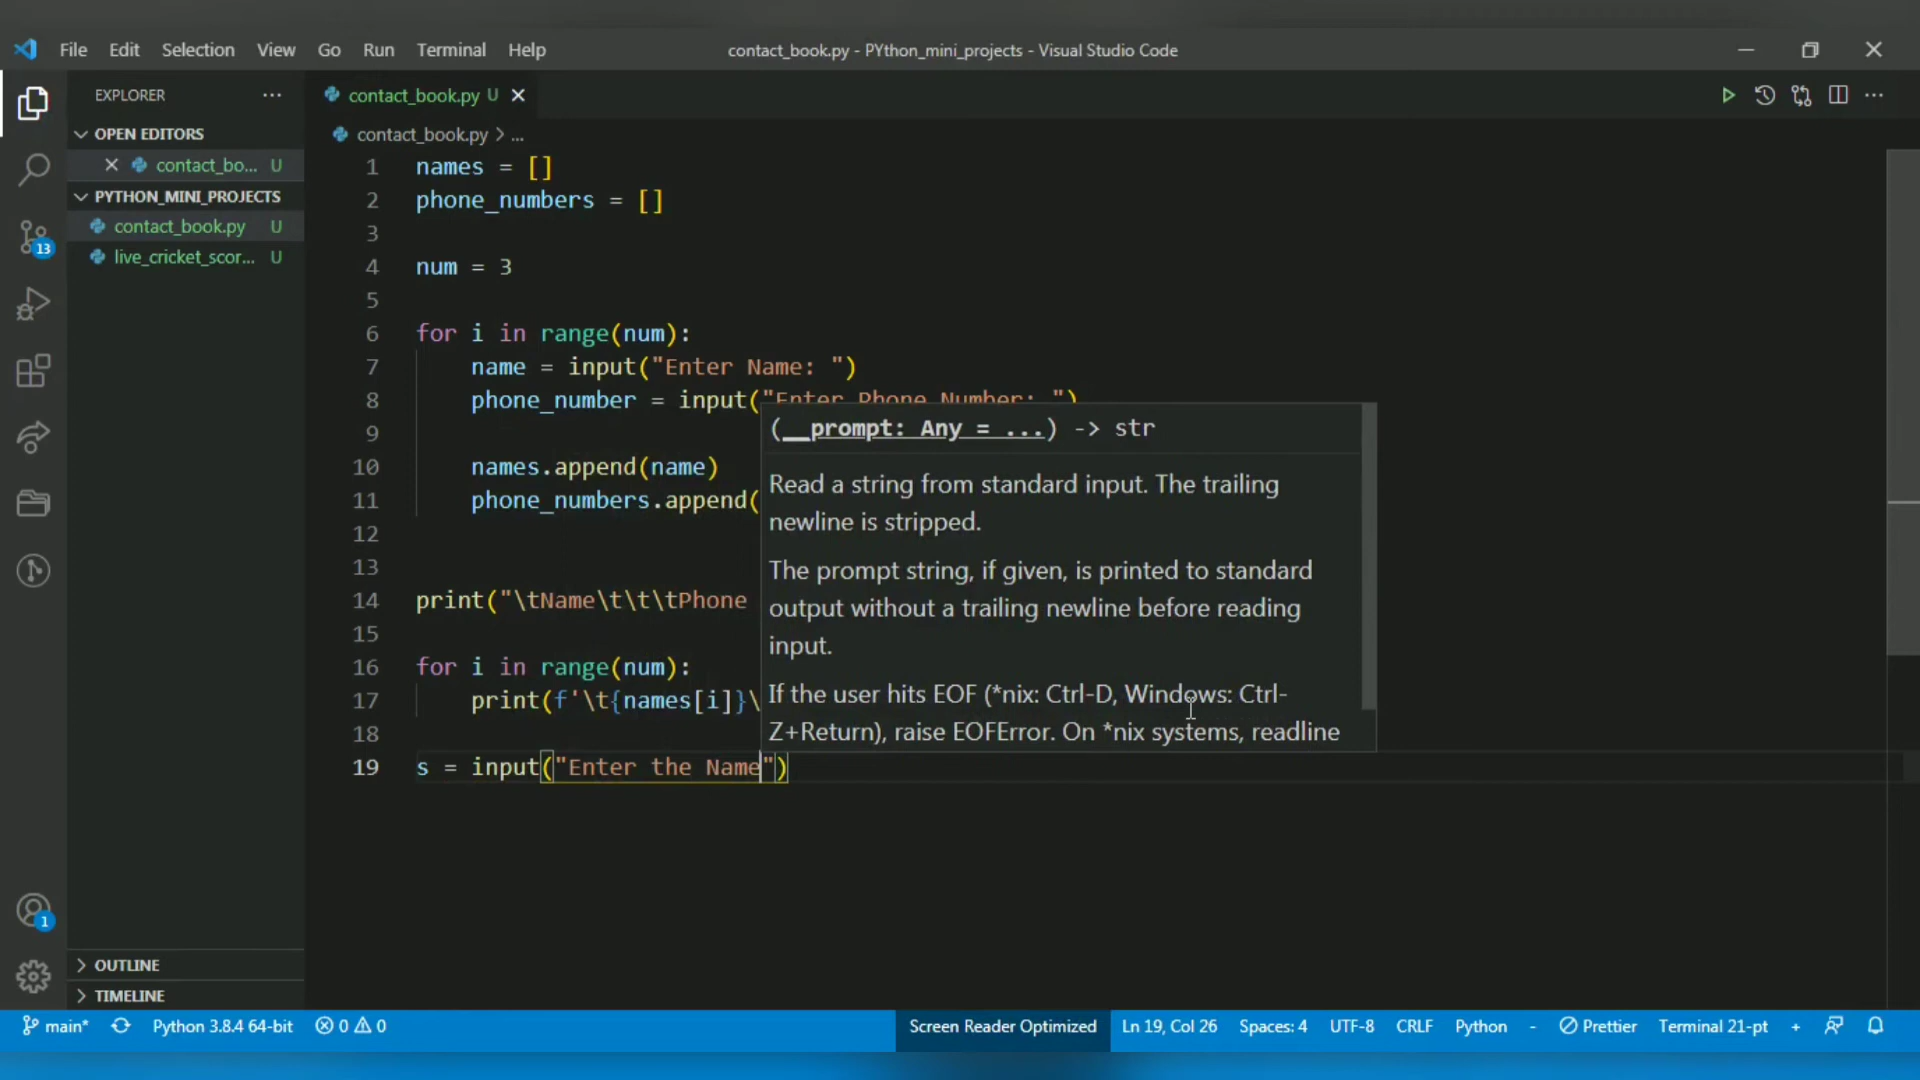 File Edit Selection View Go Run Terminal Help
contact_book.py - PYthon_mini_projects - Visual Studio Code
EXPLORER ...
OPEN EDITORS
contact_bo... U
PYTHON_MINI_PROJECTS
contact_book.py U
live_cricket_scor... U
OUTLINE
TIMELINE
13
1
contact_book.py U
contact_book.py > ...
1 names = []
2 phone_numbers = []
3
4 num = 3
5
6 for i in range(num):
7 name = input("Enter Name: ")
8 phone_number = input("Enter Phone Number: ")
9
10 names.append(name)
11 phone_numbers.append(
12
13
14 print("\tName\t\t\tPhone
15
16 for i in range(num):
17 print(f'\t{names[i]}\
18
19 s = input("Enter the Name")
(__prompt: Any = ...) -> str
Read a string from standard input. The trailing
newline is stripped.
The prompt string, if given, is printed to standard
output without a trailing newline before reading
input.
If the user hits EOF (*nix: Ctrl-D, Windows: Ctrl-
Z+Return), raise EOFError. On *nix systems, readline
main* Python 3.8.4 64-bit 0 0 Screen Reader Optimized Ln 19, Col 26 Spaces: 4 UTF-8 CRLF Python - Prettier Terminal 21-pt +